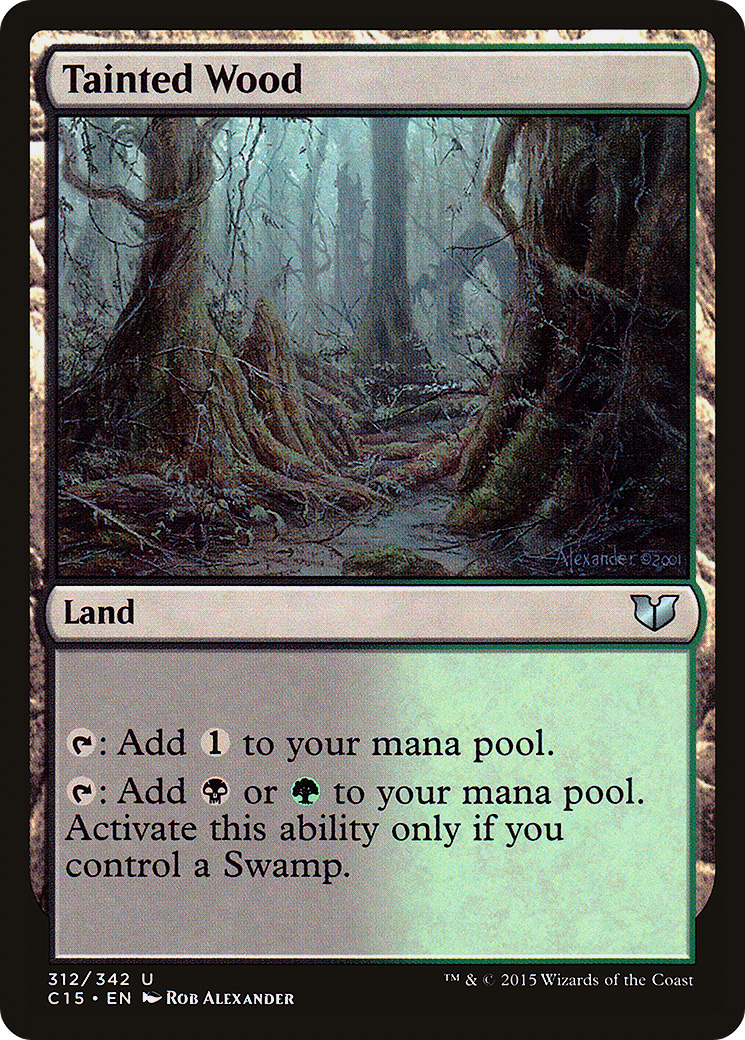 Tainted Wood
Alexander ©2001
Land
: Add 1 to your mana pool.
: Add or to your mana pool.
Activate this ability only if you
control a Swamp.
312/342 U
™ & © 2015 Wizards of the Coast
C15 • EN Rob Alexander